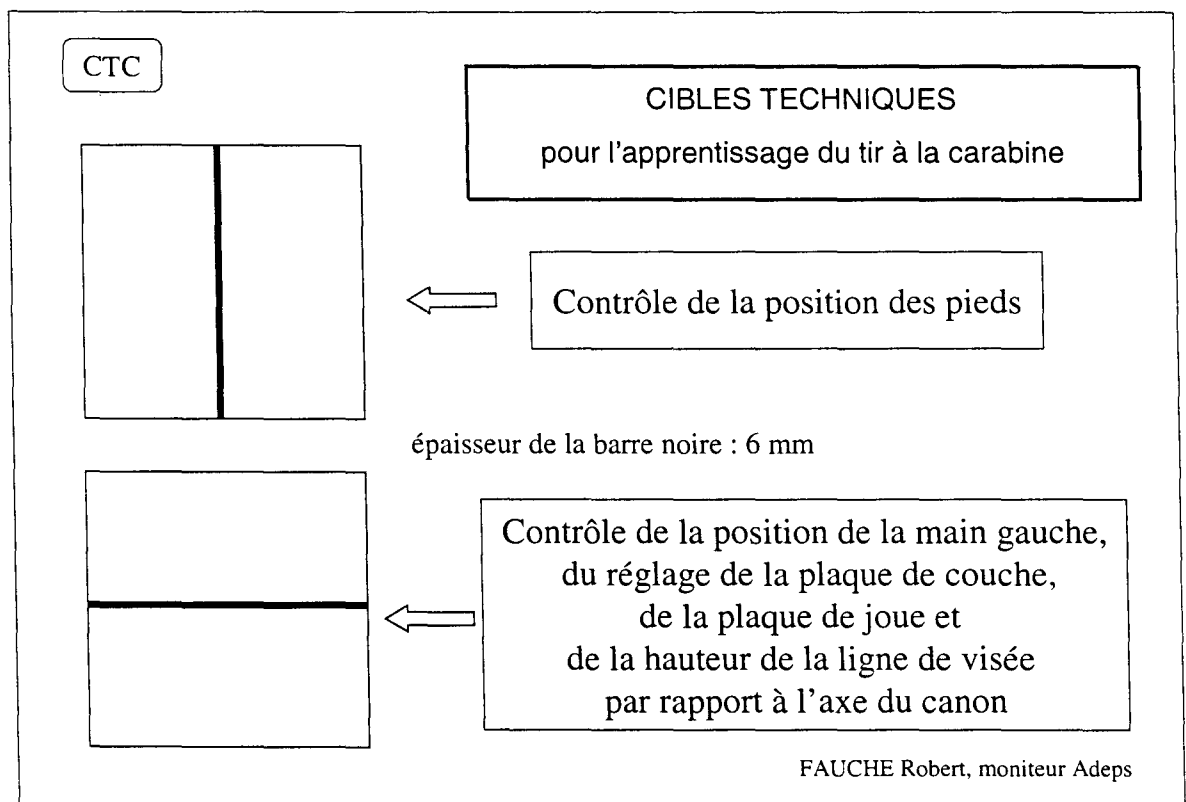 CTC
CIBLES TECHNIQUES
pour l'apprentissage du tir à la carabine
Contrôle de la position des pieds
épaisseur de la barre noire : 6 mm
Contrôle de la position de la main gauche,
du réglage de la plaque de couche,
de la plaque de joue et
de la hauteur de la ligne de visée
par rapport à l'axe du canon
FAUCHE Robert, moniteur Adeps